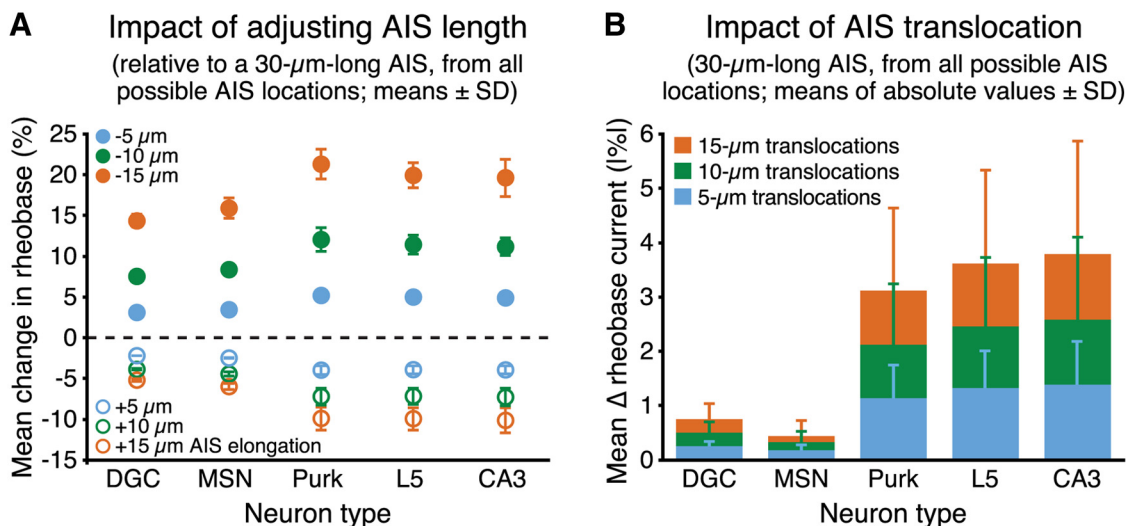 A
Impact of adjusting AIS length
(relative to a 30-µm-long AIS, from all
possible AIS locations; means ± SD)
Mean change in rheobase (%)
25
20
15
10
5
0
-5
-10
-15
-5 µm
-10 µm
-15 µm
+5 µm
+10 µm
+15 µm AIS elongation
DGC MSN Purk L5 CA3
Neuron type
B
Impact of AIS translocation
(30-µm-long AIS, from all possible AIS
locations; means of absolute values ± SD)
Mean Δ rheobase current (|%|)
6
5
4
3
2
1
0
15-µm translocations
10-µm translocations
5-µm translocations
DGC MSN Purk L5 CA3
Neuron type